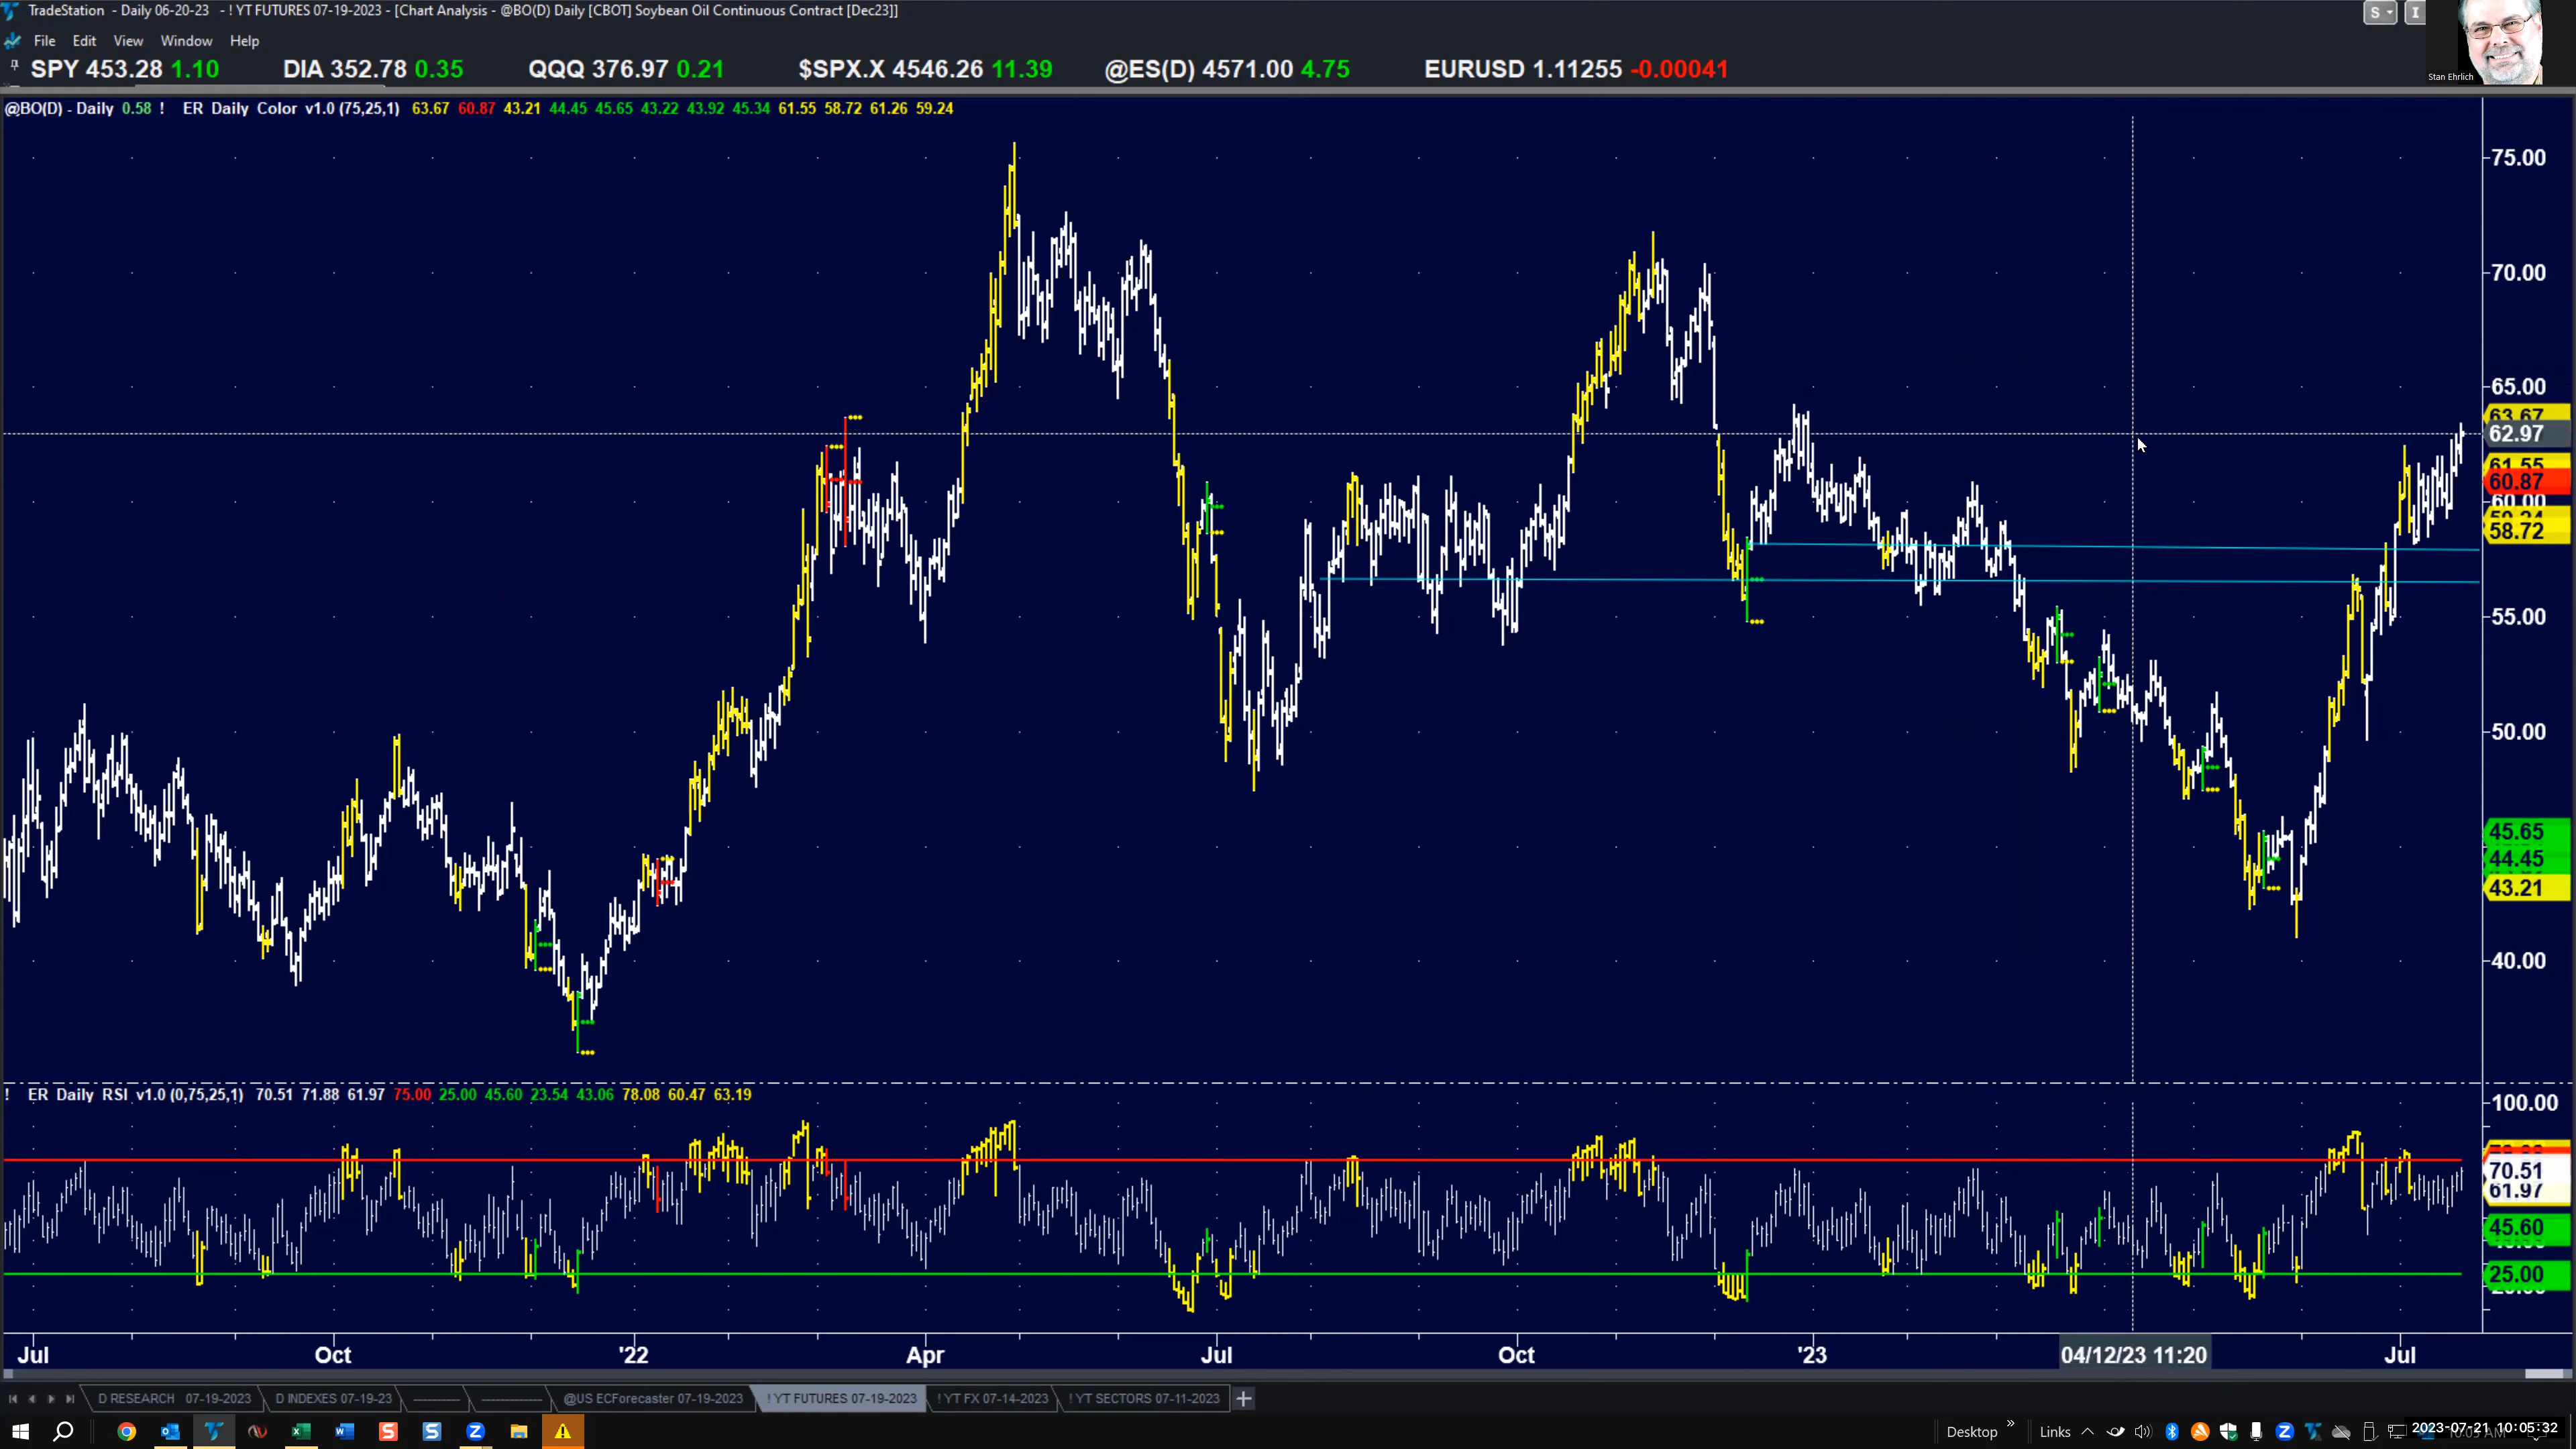 TradeStation - Daily 06-20-23 - ! YT FUTURES 07-19-2023 - [Chart Analysis - @BO(D) Daily [CBOT] Soybean Oil Continuous Contract [Dec23]]
S I
File Edit View Window Help
SPY 453.28 1.10 DIA 352.78 0.35 QQQ 376.97 0.21 $SPX.X 4546.26 11.39 @ES(D) 4571.00 4.75 EURUSD 1.11255 -0.00041
Stan Ehrlich
@BO(D) - Daily 0.58 ! ER Daily Color v1.0 (75,25,1) 63.67 60.87 43.21 44.45 45.65 43.22 43.92 45.34 61.55 58.72 61.26 59.24
75.00
70.00
65.00
63.67
62.97
61.55
60.87
60.00
59.24
58.72
55.00
50.00
45.65
44.45
43.21
40.00
! ER Daily RSI v1.0 (0,75,25,1) 70.51 71.88 61.97 75.00 25.00 45.60 23.54 43.06 78.08 60.47 63.19
100.00
70.51
61.97
45.60
25.00
Jul Oct '22 Apr Jul Oct '23 04/12/23 11:20 Jul
D RESEARCH 07-19-2023 D INDEXES 07-19-23 @US ECForecaster 07-19-2023 ! YT FUTURES 07-19-2023 ! YT FX 07-14-2023 ! YT SECTORS 07-11-2023 +
Desktop » Links 2023-07-21, 10:05:32